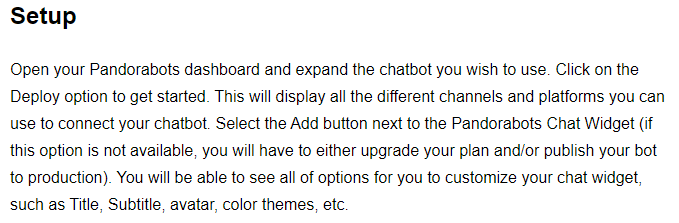 Setup
Open your Pandorabots dashboard and expand the chatbot you wish to use. Click on the
Deploy option to get started. This will display all the different channels and platforms you can
use to connect your chatbot. Select the Add button next to the Pandorabots Chat Widget (if
this option is not available, you will have to either upgrade your plan and/or publish your bot
to production). You will be able to see all of options for you to customize your chat widget,
such as Title, Subtitle, avatar, color themes, etc.